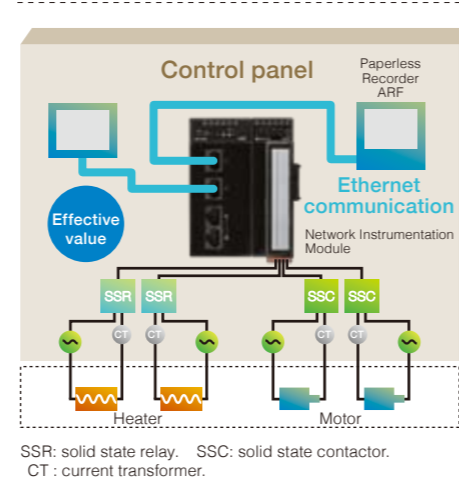 Control panel
Paperless
Recorder
ARF
Effective
value
Ethernet
communication
Network Instrumentation
Module
SSR SSR SSC SSC
CT CT CT CT
Heater Motor
SSR: solid state relay. SSC: solid state contactor.
CT : current transformer.